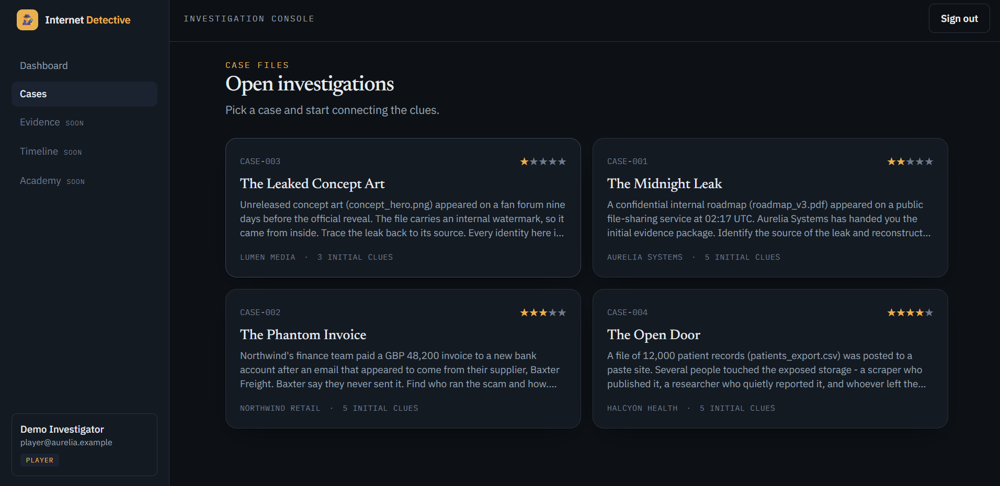 Internet Detective
INVESTIGATION CONSOLE
Sign out
Dashboard
Cases
Evidence SOON
Timeline SOON
Academy SOON
Demo Investigator
player@aurelia.example
PLAYER
CASE FILES
Open investigations
Pick a case and start connecting the clues.
CASE-003
The Leaked Concept Art
Unreleased concept art (concept_hero.png) appeared on a fan forum nine
days before the official reveal. The file carries an internal watermark, so it
came from inside. Trace the leak back to its source. Every identity here i...
LUMEN MEDIA · 3 INITIAL CLUES
CASE-001
The Midnight Leak
A confidential internal roadmap (roadmap_v3.pdf) appeared on a public
file-sharing service at 02:17 UTC. Aurelia Systems has handed you the
initial evidence package. Identify the source of the leak and reconstruct...
AURELIA SYSTEMS · 5 INITIAL CLUES
CASE-002
The Phantom Invoice
Northwind's finance team paid a GBP 48,200 invoice to a new bank
account after an email that appeared to come from their supplier, Baxter
Freight. Baxter say they never sent it. Find who ran the scam and how....
NORTHWIND RETAIL · 5 INITIAL CLUES
CASE-004
The Open Door
A file of 12,000 patient records (patients_export.csv) was posted to a
paste site. Several people touched the exposed storage - a scraper who
published it, a researcher who quietly reported it, and whoever left the...
HALCYON HEALTH · 5 INITIAL CLUES